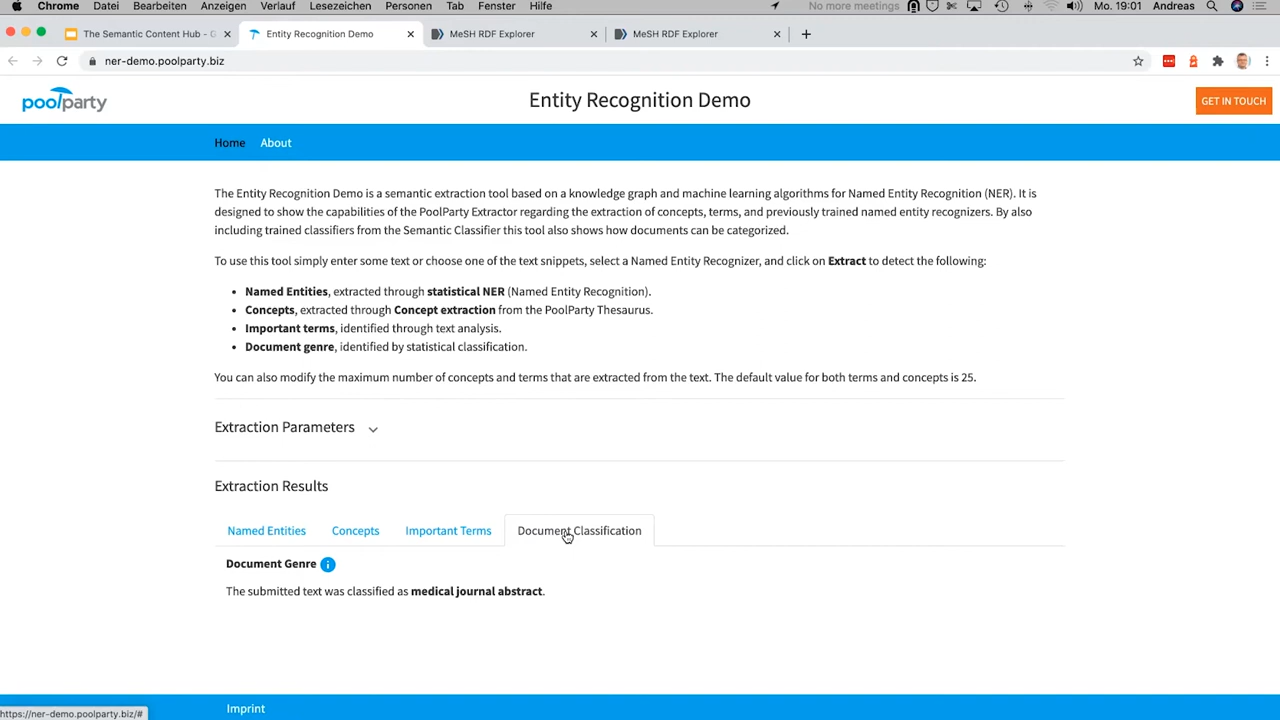 Chrome Datei Bearbeiten Anzeigen Verlauf Lesezeichen Personen Tab Fenster Hilfe No more meetings Mo. 19:01 Andreas
The Semantic Content Hub - G Entity Recognition Demo MeSH RDF Explorer MeSH RDF Explorer
ner-demo.poolparty.biz
poolparty Entity Recognition Demo GET IN TOUCH
Home About
The Entity Recognition Demo is a semantic extraction tool based on a knowledge graph and machine learning algorithms for Named Entity Recognition (NER). It is
designed to show the capabilities of the PoolParty Extractor regarding the extraction of concepts, terms, and previously trained named entity recognizers. By also
including trained classifiers from the Semantic Classifier this tool also shows how documents can be categorized.
To use this tool simply enter some text or choose one of the text snippets, select a Named Entity Recognizer, and click on Extract to detect the following:
• Named Entities, extracted through statistical NER (Named Entity Recognition).
• Concepts, extracted through Concept extraction from the PoolParty Thesaurus.
• Important terms, identified through text analysis.
• Document genre, identified by statistical classification.
You can also modify the maximum number of concepts and terms that are extracted from the text. The default value for both terms and concepts is 25.
Extraction Parameters
Extraction Results
Named Entities Concepts Important Terms Document Classification
Document Genre i
The submitted text was classified as medical journal abstract.
Imprint
https://ner-demo.poolparty.biz/#